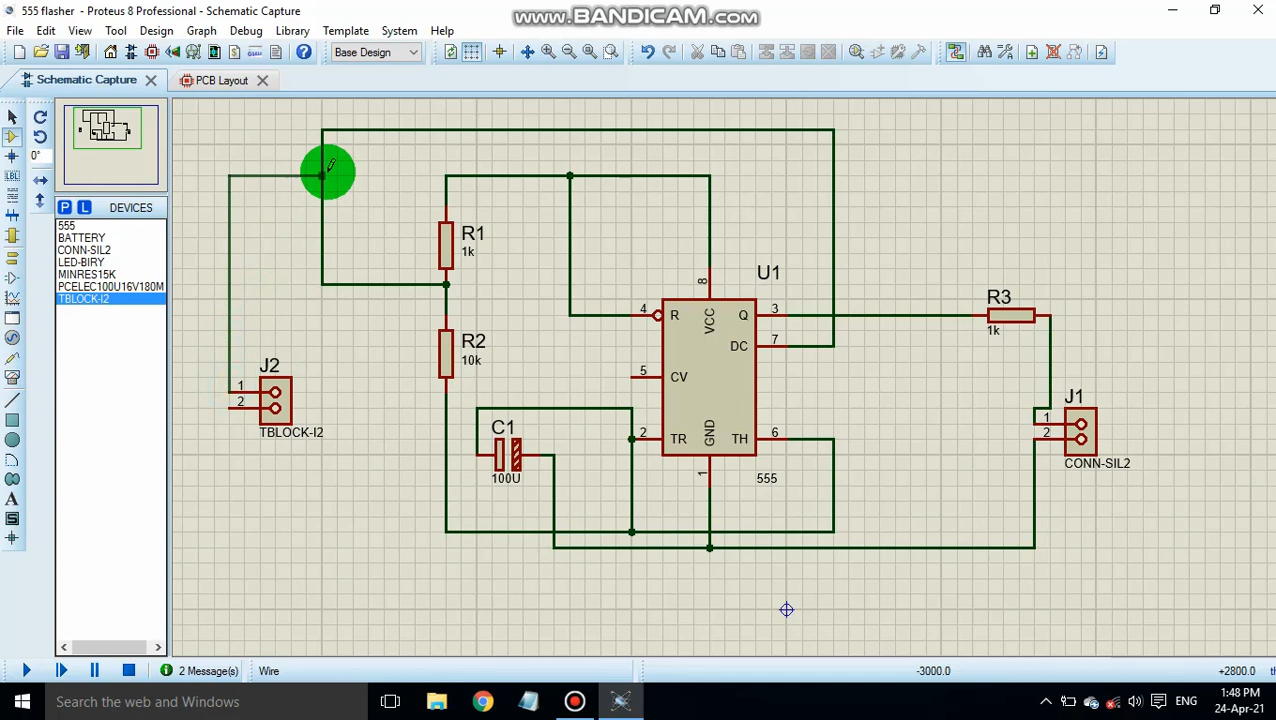 555 flasher - Proteus 8 Professional - Schematic Capture
www.BANDICAM.com
File Edit View Tool Design Graph Debug Library Template System Help
Base Design
Schematic Capture
PCB Layout
0°
P L DEVICES
555
BATTERY
CONN-SIL2
LED-BIRY
MINRES15K
PCELEC100U16V180M
TBLOCK-I2
LBL
A
S
R1
1k
R2
10k
C1
100U
J2
1
2
TBLOCK-I2
U1
8
VCC
4 R
Q 3
DC 7
5 CV
2 TR
GND
1
TH 6
555
R3
1k
J1
1
2
CONN-SIL2
2 Message(s)
Wire
-3000.0
+2800.0
th
Search the web and Windows
ENG
1:48 PM
24-Apr-21